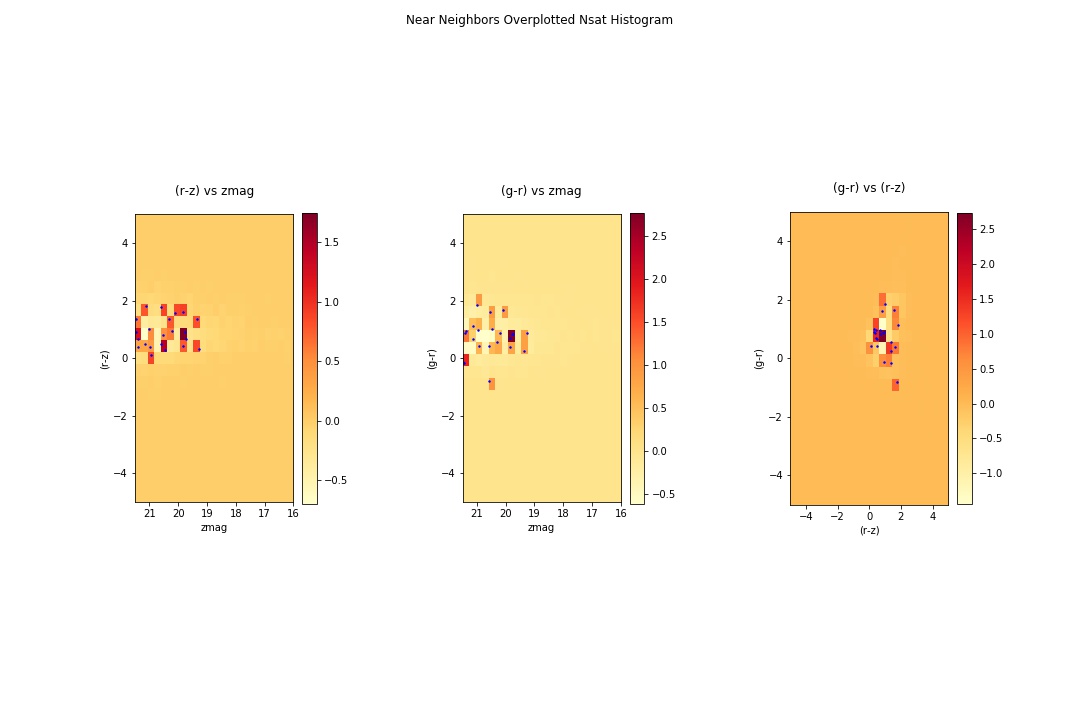 Near Neighbors Overplotted Nsat Histogram
(r-z) vs zmag
4
2
0
−2
−4
(r-z)
21 20 19 18 17 16
zmag
1.5
1.0
0.5
0.0
−0.5
(g-r) vs zmag
4
2
0
−2
−4
(g-r)
21 20 19 18 17 16
zmag
2.5
2.0
1.5
1.0
0.5
0.0
−0.5
(g-r) vs (r-z)
4
2
0
−2
−4
(g-r)
−4 −2 0 2 4
(r-z)
2.5
2.0
1.5
1.0
0.5
0.0
−0.5
−1.0